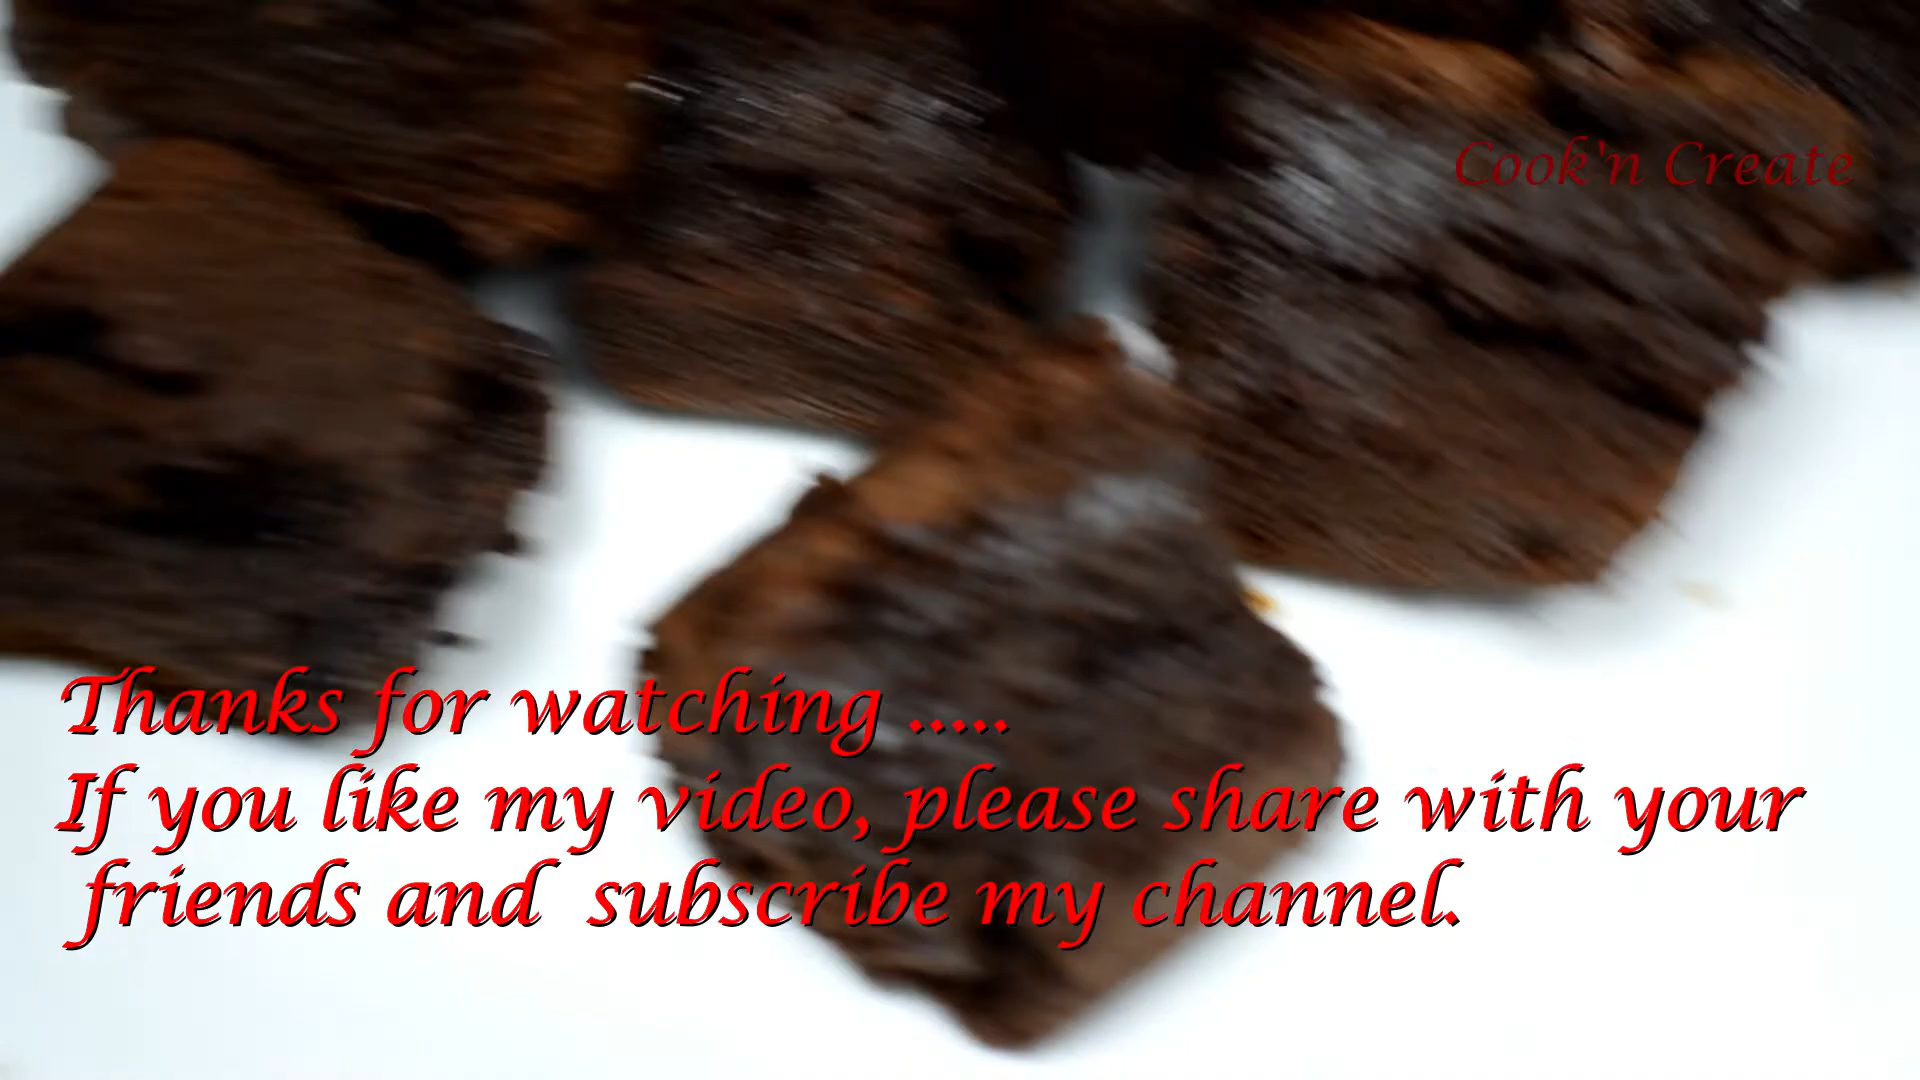 Cook'n Create
Thanks for watching .....
If you like my video, please share with your
friends and  subscribe my channel.